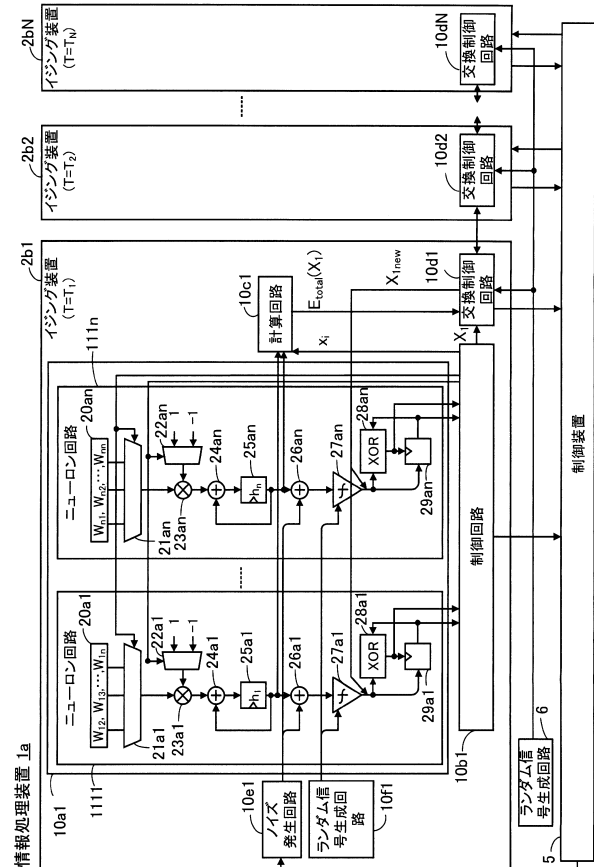 情報処理装置 1a
2b1
イジング装置
(T=T1)
2b2
イジング装置
(T=T2)
2bN
イジング装置
(T=TN)
10a1
1111
ニューロン回路
20a1
W12, W13,…,W1n
21a1
22a1
1
-1
23a1
24a1
25a1
h1
26a1
27a1
28a1
XOR
29a1
111n
ニューロン回路
20an
Wn1, Wn2,…,Wnn
21an
22an
1
-1
23an
24an
25an
hn
26an
27an
28an
XOR
29an
10c1
計算回路
Etotal(X1)
xi
X1new
X1
10d1
交換制御
回路
10d2
交換制御
回路
10dN
交換制御
回路
10e1
ノイズ
発生回路
10f1
ランダム信
号生成回
路
10b1
制御回路
6
ランダム信
号生成回路
5
制御装置